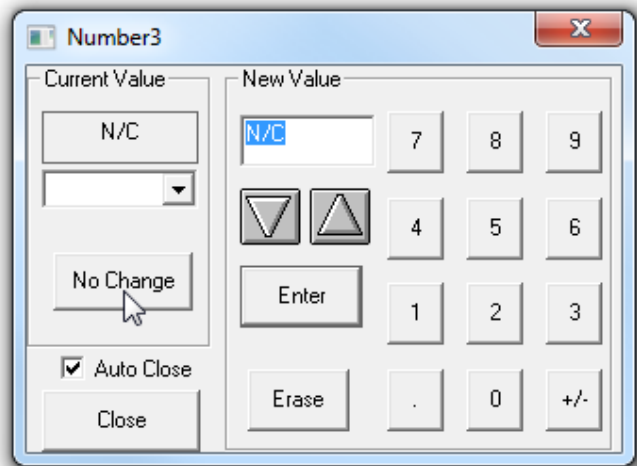 Number3
Current Value
N/C
No Change
Auto Close
Close
New Value
N/C
7 8 9
4 5 6
Enter
1 2 3
Erase
. 0 +/-